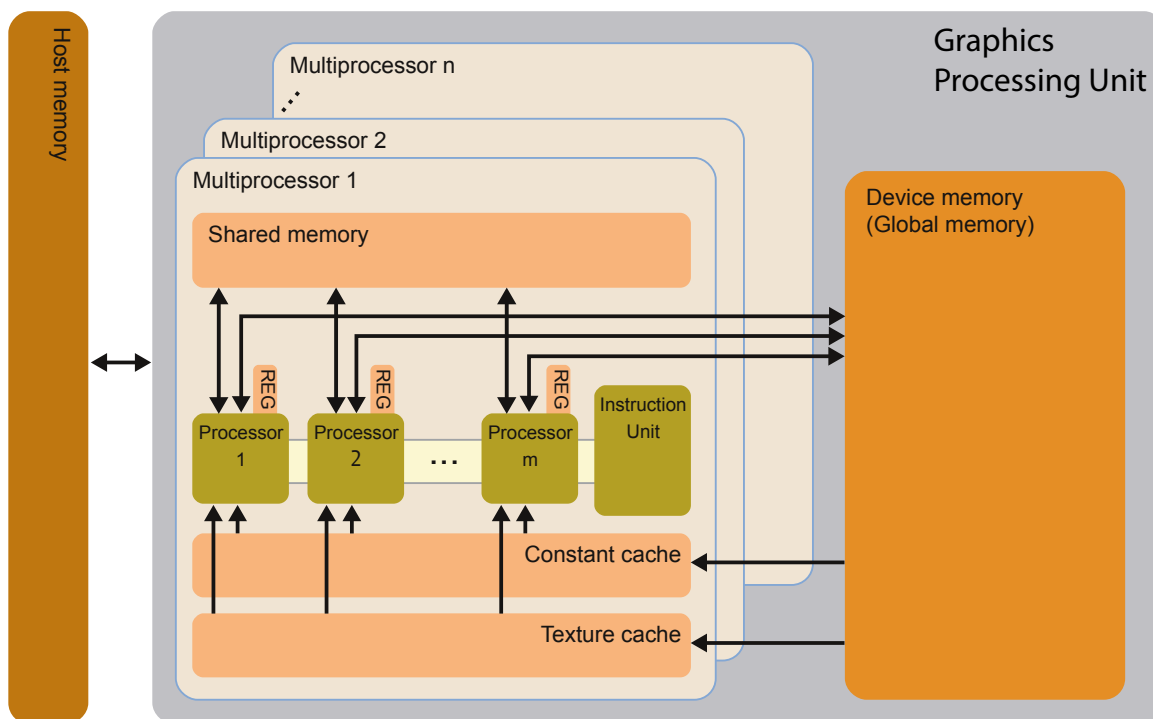 Host memory
Graphics
Processing Unit
Multiprocessor n
Multiprocessor 2
Multiprocessor 1
Shared memory
Device memory
(Global memory)
REG
REG
REG
Processor
1
Processor
2
...
Processor
m
Instruction
Unit
Constant cache
Texture cache